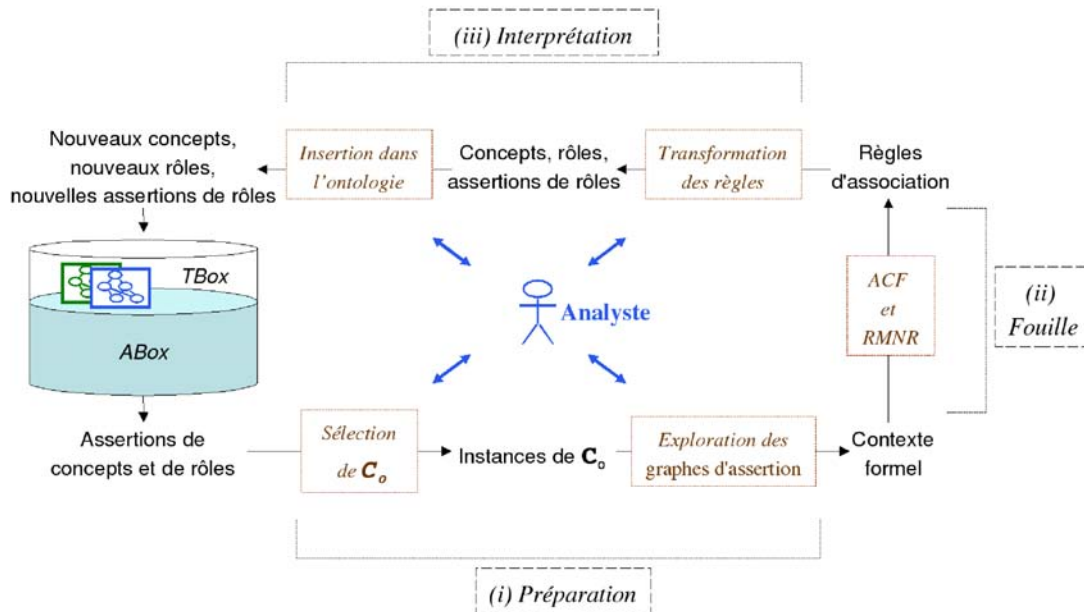 (iii) Interprétation
Nouveaux concepts,
nouveaux rôles,
nouvelles assertions de rôles
Insertion dans
l'ontologie
Concepts, rôles,
assertions de rôles
Transformation
des règles
Règles
d'association
TBox
ABox
Analyste
ACF
et
RMNR
(ii)
Fouille
Assertions de
concepts et de rôles
Sélection
de C₀
Instances de C₀
Exploration des
graphes d'assertion
Contexte
formel
(i) Préparation